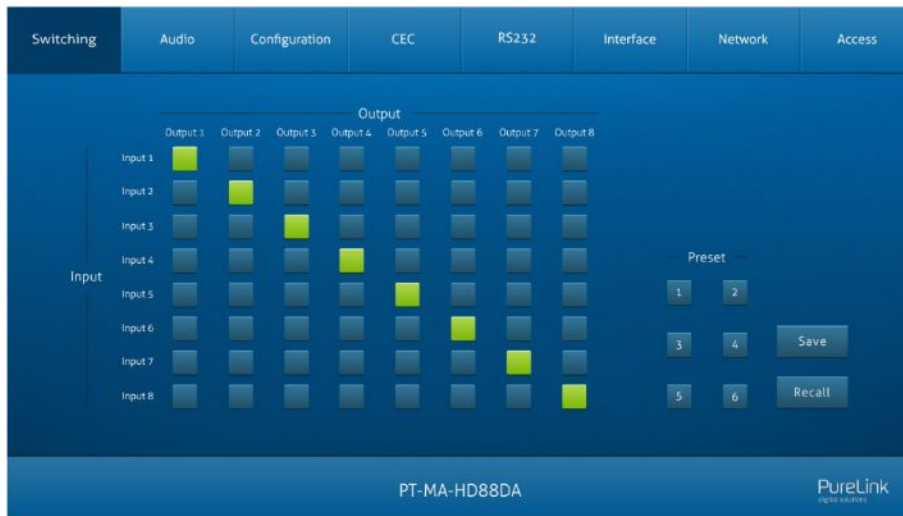 Switching Audio Configuration CEC RS232 Interface Network Access
Output
Output 1 Output 2 Output 3 Output 4 Output 5 Output 6 Output 7 Output 8
Input 1
Input 2
Input 3
Input 4
Input
Input 5
Input 6
Input 7
Input 8
Preset
1 2
3 4 Save
5 6 Recall
PT-MA-HD88DA
PureLink
digital solutions